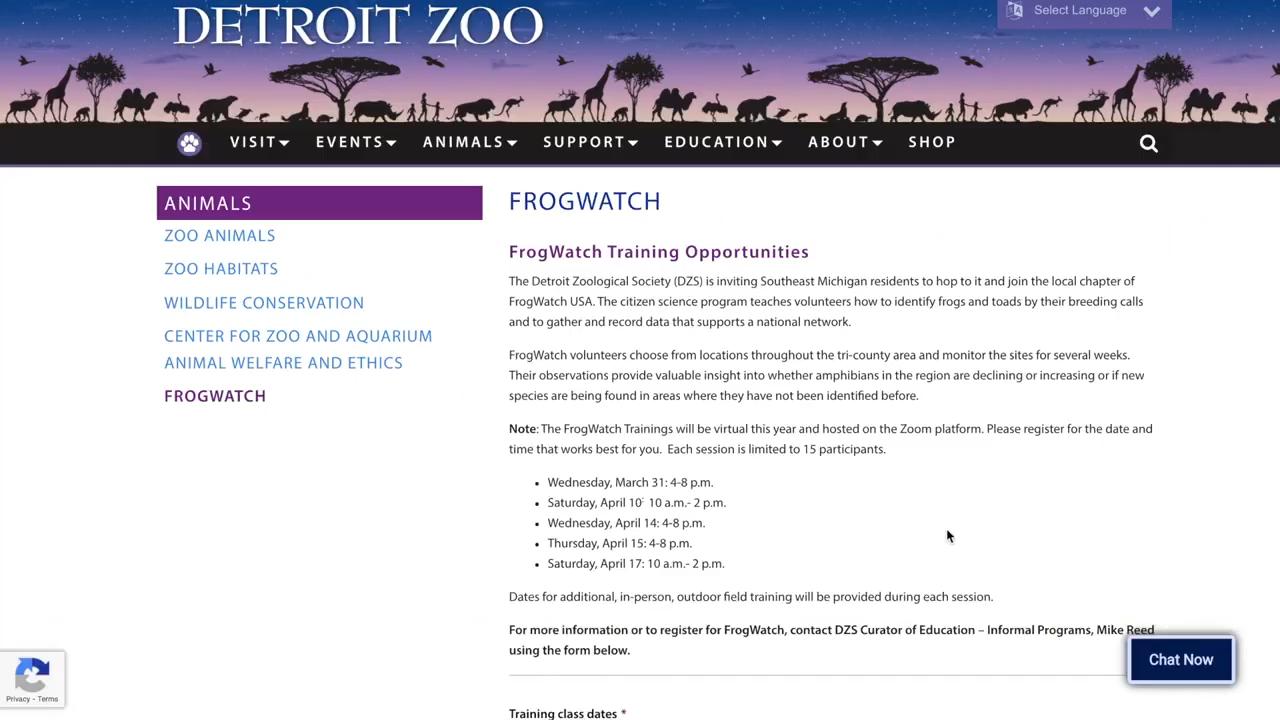 DETROIT ZOO
Select Language
VISIT EVENTS ANIMALS SUPPORT EDUCATION ABOUT SHOP
ANIMALS
ZOO ANIMALS
ZOO HABITATS
WILDLIFE CONSERVATION
CENTER FOR ZOO AND AQUARIUM
ANIMAL WELFARE AND ETHICS
FROGWATCH
FROGWATCH
FrogWatch Training Opportunities
The Detroit Zoological Society (DZS) is inviting Southeast Michigan residents to hop to it and join the local chapter of
FrogWatch USA. The citizen science program teaches volunteers how to identify frogs and toads by their breeding calls
and to gather and record data that supports a national network.
FrogWatch volunteers choose from locations throughout the tri-county area and monitor the sites for several weeks.
Their observations provide valuable insight into whether amphibians in the region are declining or increasing or if new
species are being found in areas where they have not been identified before.
Note: The FrogWatch Trainings will be virtual this year and hosted on the Zoom platform. Please register for the date and
time that works best for you. Each session is limited to 15 participants.
• Wednesday, March 31: 4-8 p.m.
• Saturday, April 10: 10 a.m.- 2 p.m.
• Wednesday, April 14: 4-8 p.m.
• Thursday, April 15: 4-8 p.m.
• Saturday, April 17: 10 a.m.- 2 p.m.
Dates for additional, in-person, outdoor field training will be provided during each session.
For more information or to register for FrogWatch, contact DZS Curator of Education – Informal Programs, Mike Reed
using the form below.
Chat Now
Privacy - Terms
Training class dates *